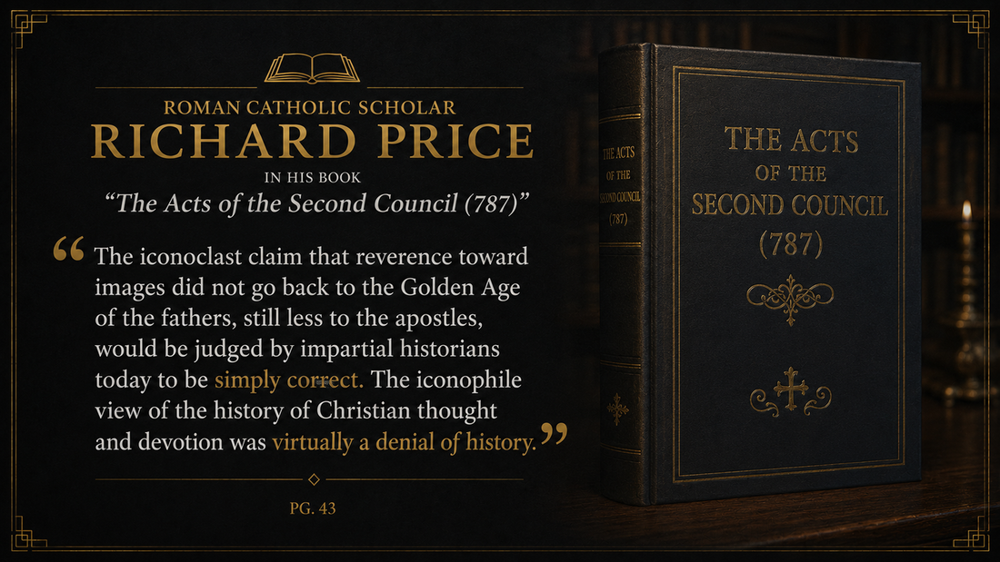 ROMAN CATHOLIC SCHOLAR
RICHARD PRICE
IN HIS BOOK
“The Acts of the Second Council (787)”
“The iconoclast claim that reverence toward
images did not go back to the Golden Age
of the fathers, still less to the apostles,
would be judged by impartial historians
today to be simply correct. The iconophile
view of the history of Christian thought
and devotion was virtually a denial of history.”
PG. 43
THE ACTS
OF THE
SECOND COUNCIL
(787)
THE ACTS
OF THE
SECOND COUNCIL
(787)